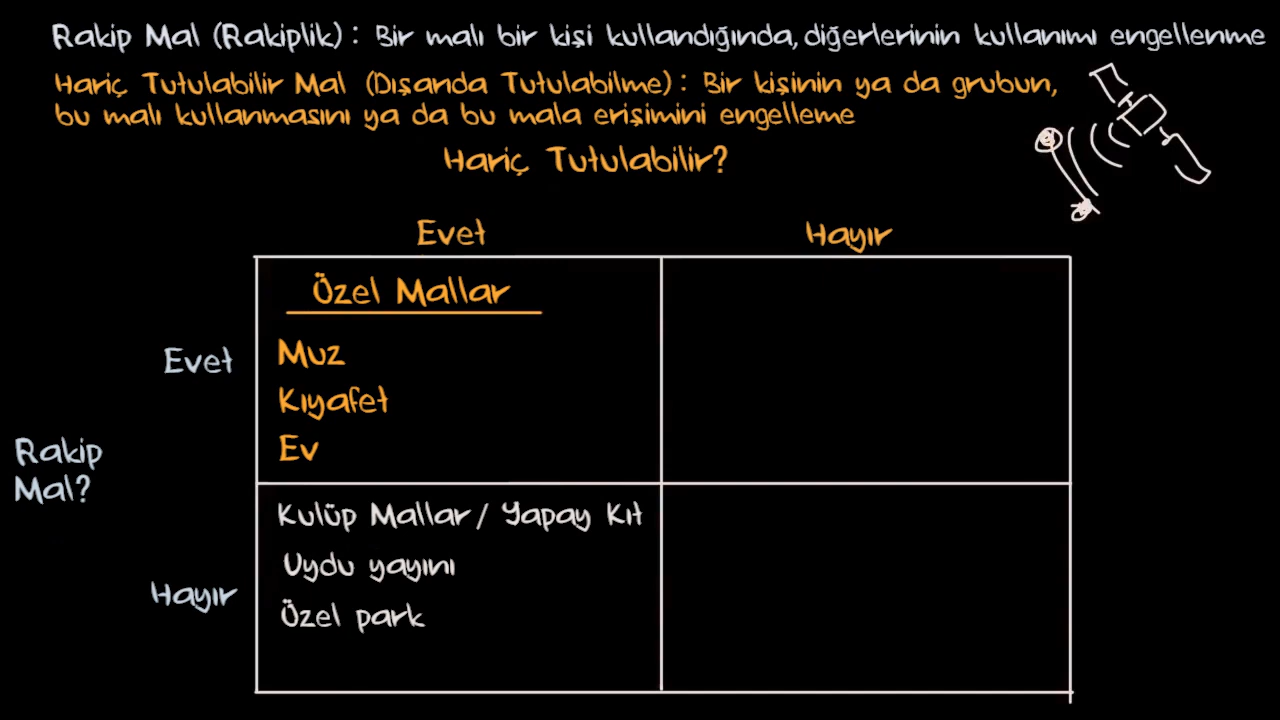 Rakip Mal (Rakiplik) : Bir malı bir kişi kullandığında, diğerlerinin kullanımı engellenme
Hariç Tutulabilir Mal (Dışarıda Tutulabilme) : Bir kişinin ya da grubun,
bu malı kullanmasını ya da bu mala erişimini engelleme
Hariç Tutulabilir?
Evet Hayır
Özel Mallar
Muz
Evet
Kıyafet
Ev
Rakip
Mal?
Kulüp Mallar / Yapay Kıt
Uydu yayını
Hayır
Özel park